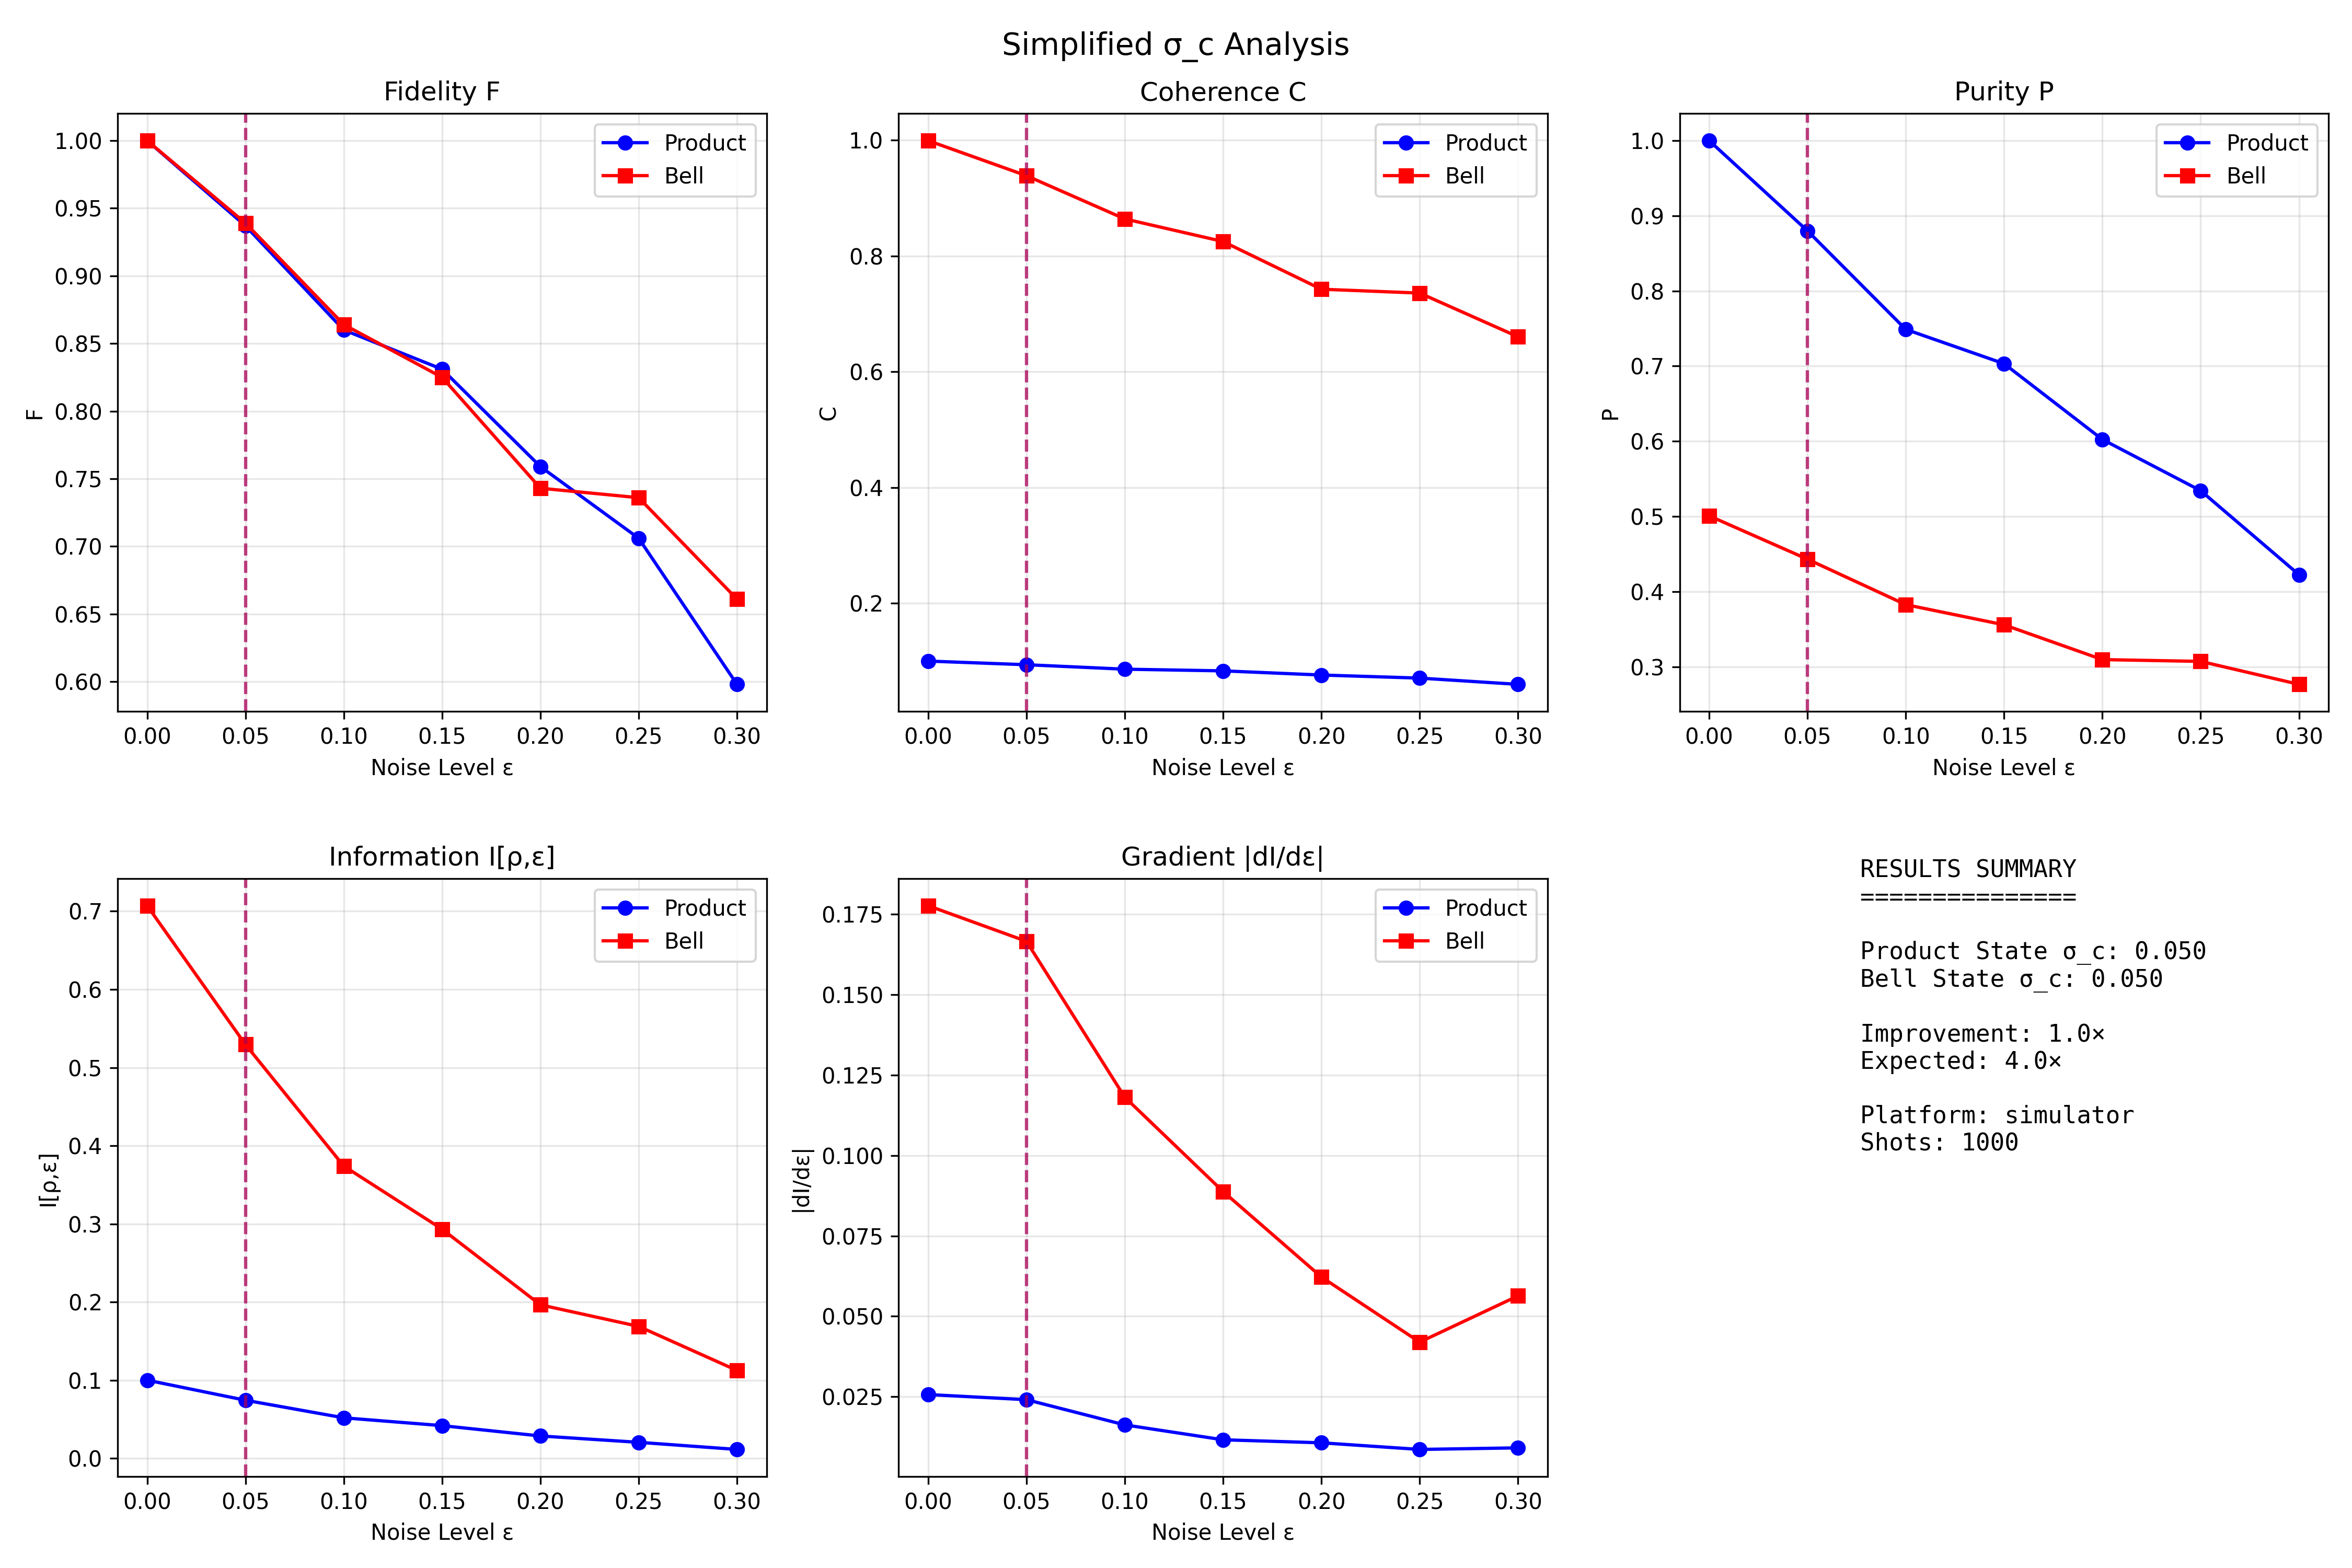 Simplified σ_c Analysis
Fidelity F
Product
Bell
1.00
0.95
0.90
0.85
0.80
0.75
0.70
0.65
0.60
F
0.00 0.05 0.10 0.15 0.20 0.25 0.30
Noise Level ε
Coherence C
Product
Bell
1.0
0.8
0.6
0.4
0.2
C
0.00 0.05 0.10 0.15 0.20 0.25 0.30
Noise Level ε
Purity P
Product
Bell
1.0
0.9
0.8
0.7
0.6
0.5
0.4
0.3
P
0.00 0.05 0.10 0.15 0.20 0.25 0.30
Noise Level ε
Information I[ρ,ε]
Product
Bell
0.7
0.6
0.5
0.4
0.3
0.2
0.1
0.0
I[ρ,ε]
0.00 0.05 0.10 0.15 0.20 0.25 0.30
Noise Level ε
Gradient |dI/dε|
Product
Bell
0.175
0.150
0.125
0.100
0.075
0.050
0.025
|dI/dε|
0.00 0.05 0.10 0.15 0.20 0.25 0.30
Noise Level ε
RESULTS SUMMARY
===============
Product State σ_c: 0.050
Bell State σ_c: 0.050
Improvement: 1.0×
Expected: 4.0×
Platform: simulator
Shots: 1000